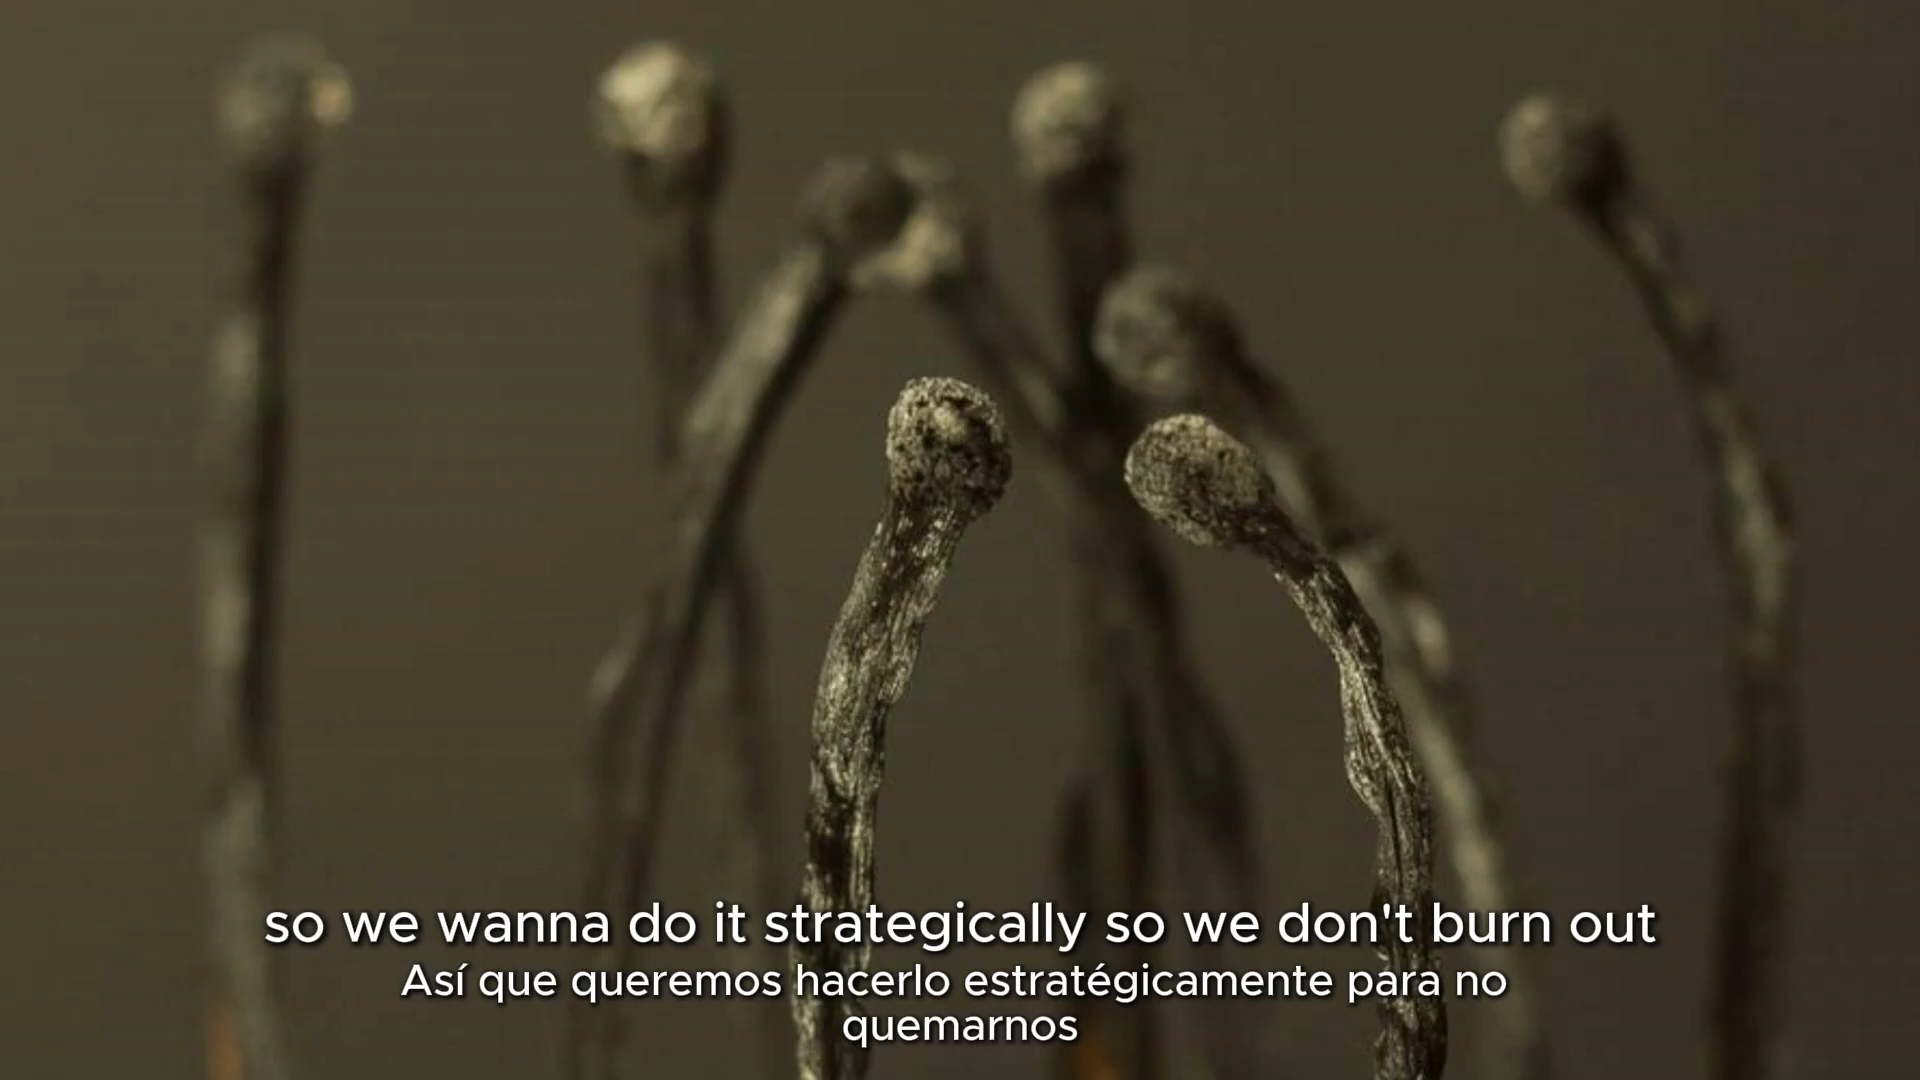 so we wanna do it strategically so we don't burn out
Así que queremos hacerlo estratégicamente para no
quemarnos